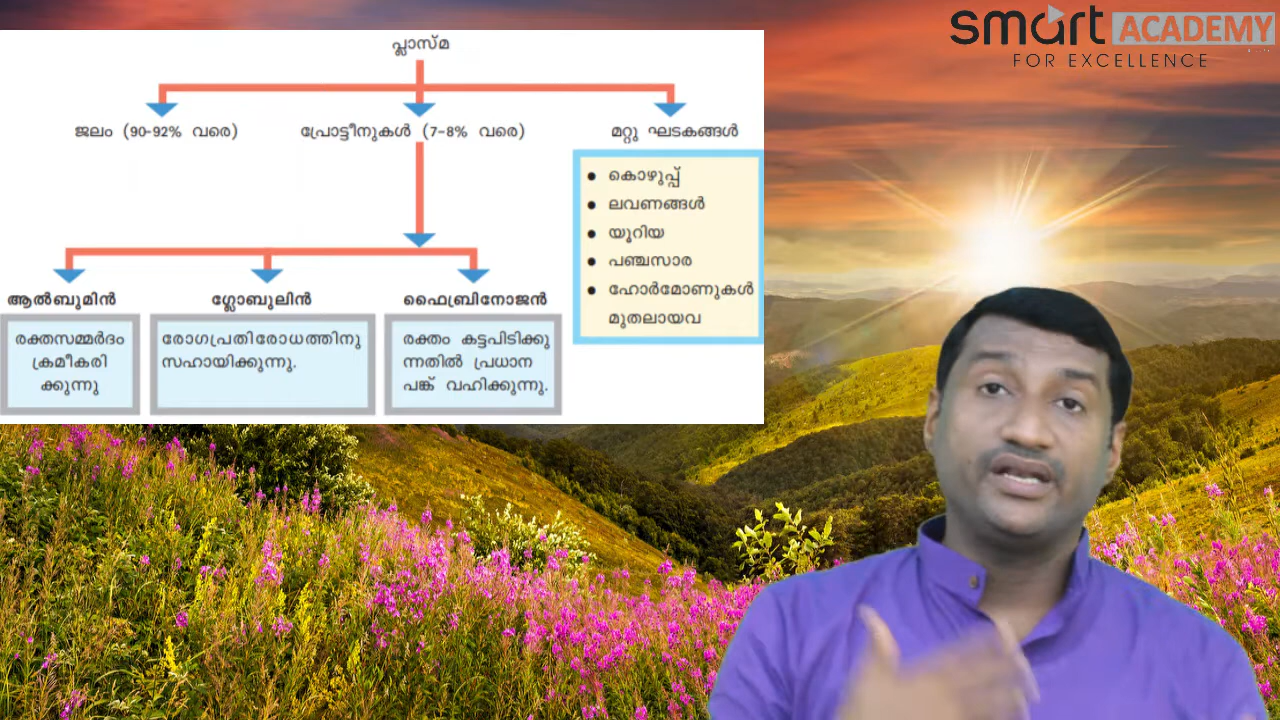 smart ACADEMY
FOR EXCELLENCE
പ്ലാസ്മ
ജലം (90-92% വരെ)
പ്രോട്ടീനുകൾ (7-8% വരെ)
മറ്റു ഘടകങ്ങൾ
• കൊഴുപ്പ്
• ലവണങ്ങൾ
• യൂറിയ
• പഞ്ചസാര
• ഹോർമോണുകൾ
മുതലായവ
ആൽബുമിൻ
രക്തസമ്മർദം
ക്രമീകരി
ക്കുന്നു
ഗ്ലോബുലിൻ
രോഗപ്രതിരോധത്തിനു
സഹായിക്കുന്നു.
ഫൈബ്രിനോജൻ
രക്തം കട്ടപിടിക്കു
ന്നതിൽ പ്രധാന
പങ്ക് വഹിക്കുന്നു.